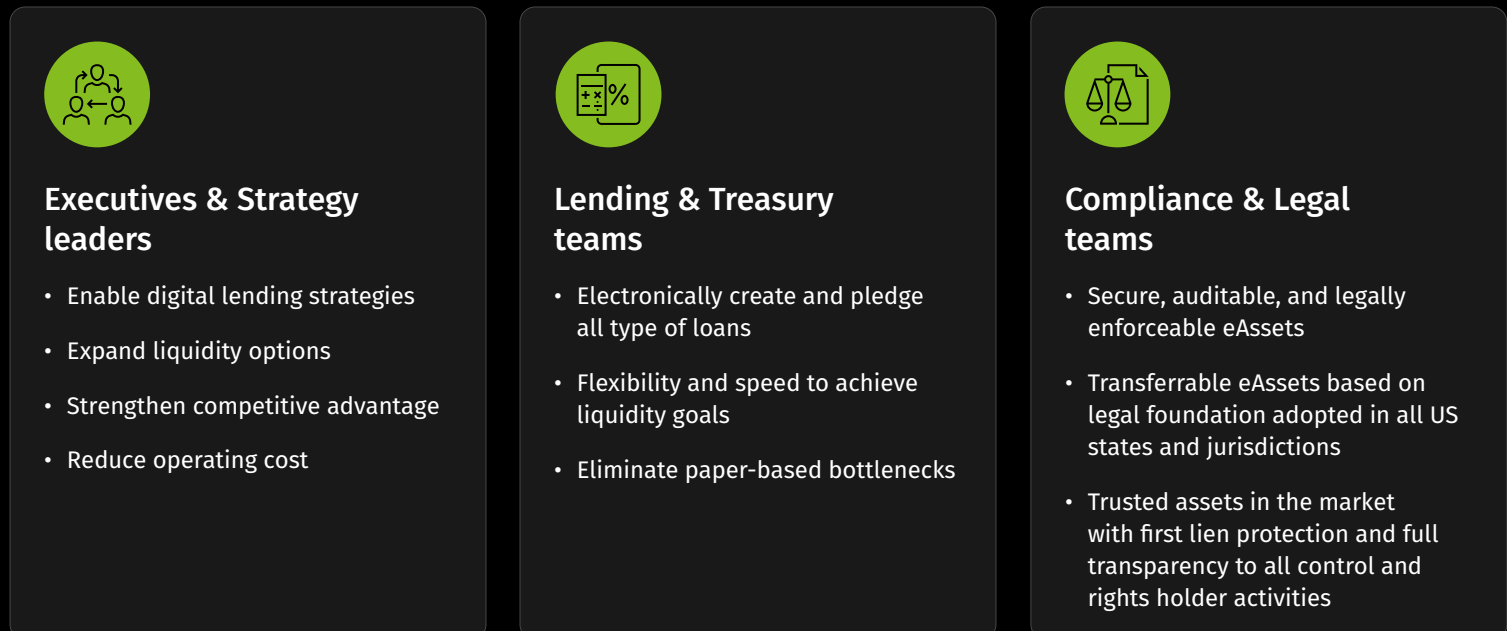 Executives & Strategy
leaders
• Enable digital lending strategies
• Expand liquidity options
• Strengthen competitive advantage
• Reduce operating cost
%
Lending & Treasury
teams
• Electronically create and pledge
all type of loans
• Flexibility and speed to achieve
liquidity goals
• Eliminate paper-based bottlenecks
Compliance & Legal
teams
• Secure, auditable, and legally
enforceable eAssets
• Transferrable eAssets based on
legal foundation adopted in all US
states and jurisdictions
• Trusted assets in the market
with first lien protection and full
transparency to all control and
rights holder activities